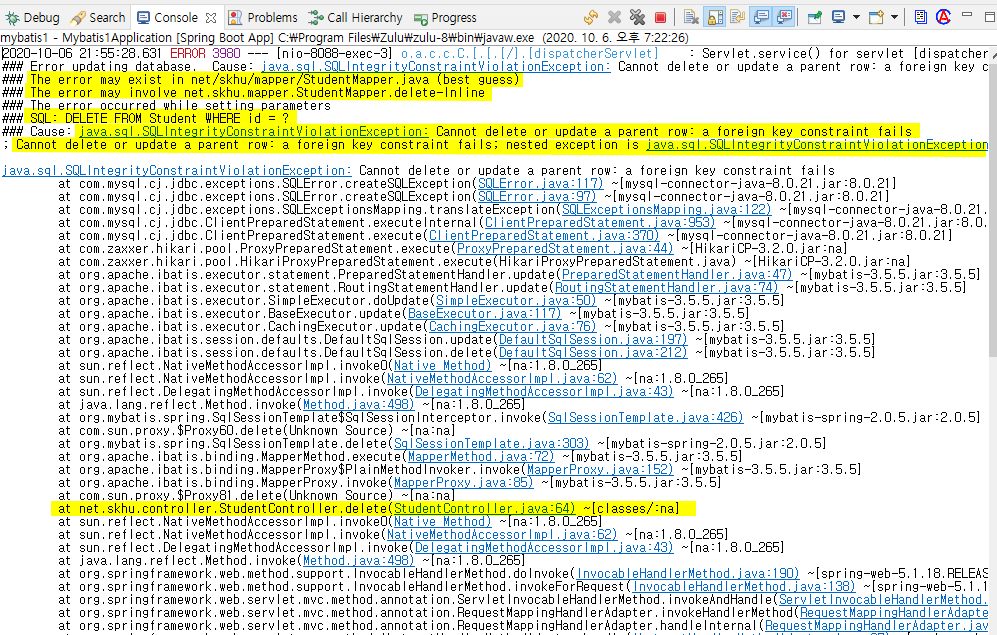 Debug Search Console Problems Call Hierarchy Progress
mybatis1 - Mybatis1Application [Spring Boot App] C:\Program Files\Zulu\zulu-8\bin\javaw.exe (2020. 10. 6. 오후 7:22:26)
2020-10-06 21:55:28.631 ERROR 3980 --- [nio-8088-exec-3] o.a.c.c.C.[.[.[/].[dispatcherServlet] : Servlet.service() for servlet [dispatcher
### Error updating database. Cause: java.sql.SQLIntegrityConstraintViolationException: Cannot delete or update a parent row: a foreign key c
### The error may exist in net/skhu/mapper/StudentMapper.java (best guess)
### The error may involve net.skhu.mapper.StudentMapper.delete-Inline
### The error occurred while setting parameters
### SQL: DELETE FROM Student WHERE id = ?
### Cause: java.sql.SQLIntegrityConstraintViolationException: Cannot delete or update a parent row: a foreign key constraint fails
; Cannot delete or update a parent row: a foreign key constraint fails; nested exception is java.sql.SQLIntegrityConstraintViolationException
java.sql.SQLIntegrityConstraintViolationException: Cannot delete or update a parent row: a foreign key constraint fails
at com.mysql.cj.jdbc.exceptions.SQLError.createSQLException(SQLError.java:117) ~[mysql-connector-java-8.0.21.jar:8.0.21]
at com.mysql.cj.jdbc.exceptions.SQLError.createSQLException(SQLError.java:97) ~[mysql-connector-java-8.0.21.jar:8.0.21]
at com.mysql.cj.jdbc.exceptions.SQLExceptionsMapping.translateException(SQLExceptionsMapping.java:122) ~[mysql-connector-java-8.0.21.
at com.mysql.cj.jdbc.ClientPreparedStatement.executeInternal(ClientPreparedStatement.java:953) ~[mysql-connector-java-8.0.21.jar:8.0.
at com.mysql.cj.jdbc.ClientPreparedStatement.execute(ClientPreparedStatement.java:370) ~[mysql-connector-java-8.0.21.jar:8.0.21]
at com.zaxxer.hikari.pool.ProxyPreparedStatement.execute(ProxyPreparedStatement.java:44) ~[HikariCP-3.2.0.jar:na]
at com.zaxxer.hikari.pool.HikariProxyPreparedStatement.execute(HikariProxyPreparedStatement.java) ~[HikariCP-3.2.0.jar:na]
at org.apache.ibatis.executor.statement.PreparedStatementHandler.update(PreparedStatementHandler.java:47) ~[mybatis-3.5.5.jar:3.5.5]
at org.apache.ibatis.executor.statement.RoutingStatementHandler.update(RoutingStatementHandler.java:74) ~[mybatis-3.5.5.jar:3.5.5]
at org.apache.ibatis.executor.SimpleExecutor.doUpdate(SimpleExecutor.java:50) ~[mybatis-3.5.5.jar:3.5.5]
at org.apache.ibatis.executor.BaseExecutor.update(BaseExecutor.java:117) ~[mybatis-3.5.5.jar:3.5.5]
at org.apache.ibatis.executor.CachingExecutor.update(CachingExecutor.java:76) ~[mybatis-3.5.5.jar:3.5.5]
at org.apache.ibatis.session.defaults.DefaultSqlSession.update(DefaultSqlSession.java:197) ~[mybatis-3.5.5.jar:3.5.5]
at org.apache.ibatis.session.defaults.DefaultSqlSession.delete(DefaultSqlSession.java:212) ~[mybatis-3.5.5.jar:3.5.5]
at sun.reflect.NativeMethodAccessorImpl.invoke0(Native Method) ~[na:1.8.0_265]
at sun.reflect.NativeMethodAccessorImpl.invoke(NativeMethodAccessorImpl.java:62) ~[na:1.8.0_265]
at sun.reflect.DelegatingMethodAccessorImpl.invoke(DelegatingMethodAccessorImpl.java:43) ~[na:1.8.0_265]
at java.lang.reflect.Method.invoke(Method.java:498) ~[na:1.8.0_265]
at org.mybatis.spring.SqlSessionTemplate$SqlSessionInterceptor.invoke(SqlSessionTemplate.java:426) ~[mybatis-spring-2.0.5.jar:2.0.5]
at com.sun.proxy.$Proxy60.delete(Unknown Source) ~[na:na]
at org.mybatis.spring.SqlSessionTemplate.delete(SqlSessionTemplate.java:303) ~[mybatis-spring-2.0.5.jar:2.0.5]
at org.apache.ibatis.binding.MapperMethod.execute(MapperMethod.java:72) ~[mybatis-3.5.5.jar:3.5.5]
at org.apache.ibatis.binding.MapperProxy$PlainMethodInvoker.invoke(MapperProxy.java:152) ~[mybatis-3.5.5.jar:3.5.5]
at org.apache.ibatis.binding.MapperProxy.invoke(MapperProxy.java:85) ~[mybatis-3.5.5.jar:3.5.5]
at com.sun.proxy.$Proxy81.delete(Unknown Source) ~[na:na]
at net.skhu.controller.StudentController.delete(StudentController.java:64) ~[classes/:na]
at sun.reflect.NativeMethodAccessorImpl.invoke0(Native Method) ~[na:1.8.0_265]
at sun.reflect.NativeMethodAccessorImpl.invoke(NativeMethodAccessorImpl.java:62) ~[na:1.8.0_265]
at sun.reflect.DelegatingMethodAccessorImpl.invoke(DelegatingMethodAccessorImpl.java:43) ~[na:1.8.0_265]
at java.lang.reflect.Method.invoke(Method.java:498) ~[na:1.8.0_265]
at org.springframework.web.method.support.InvocableHandlerMethod.doInvoke(InvocableHandlerMethod.java:190) ~[spring-web-5.1.18.RELEAS
at org.springframework.web.method.support.InvocableHandlerMethod.invokeForRequest(InvocableHandlerMethod.java:138) ~[spring-web-5.1.1
at org.springframework.web.servlet.mvc.method.annotation.ServletInvocableHandlerMethod.invokeAndHandle(ServletInvocableHandlerMethod.
at org.springframework.web.servlet.mvc.method.annotation.RequestMappingHandlerAdapter.invokeHandlerMethod(RequestMappingHandlerAdapte
at org.springframework.web.servlet.mvc.method.annotation.RequestMappingHandlerAdapter.handleInternal(RequestMappingHandlerAdapter.jav